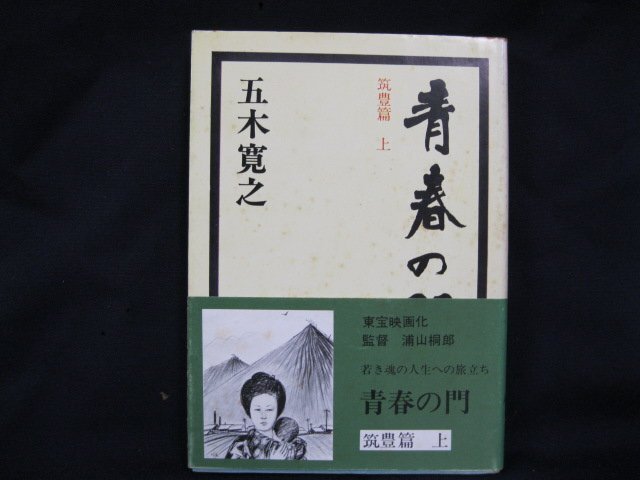 青春の門
筑豊篇 上
五木寛之
東宝映画化
監督 浦山桐郎
若き魂の人生への旅立ち
青春の門
筑豊篇 上